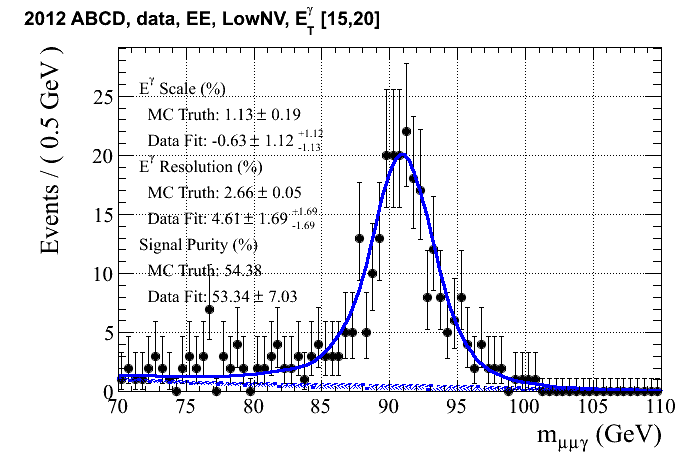 2012 ABCD, data, EE, LowNV, E_T^γ [15,20]
Events / ( 0.5 GeV )
E^γ Scale (%)
MC Truth: 1.13 ± 0.19
Data Fit: -0.63 ± 1.12 +1.12 -1.13
E^γ Resolution (%)
MC Truth: 2.66 ± 0.05
Data Fit: 4.61 ± 1.69 +1.69 -1.69
Signal Purity (%)
MC Truth: 54.38
Data Fit: 53.34 ± 7.03
25
20
15
10
5
0
70 75 80 85 90 95 100 105 110
m_μμγ (GeV)